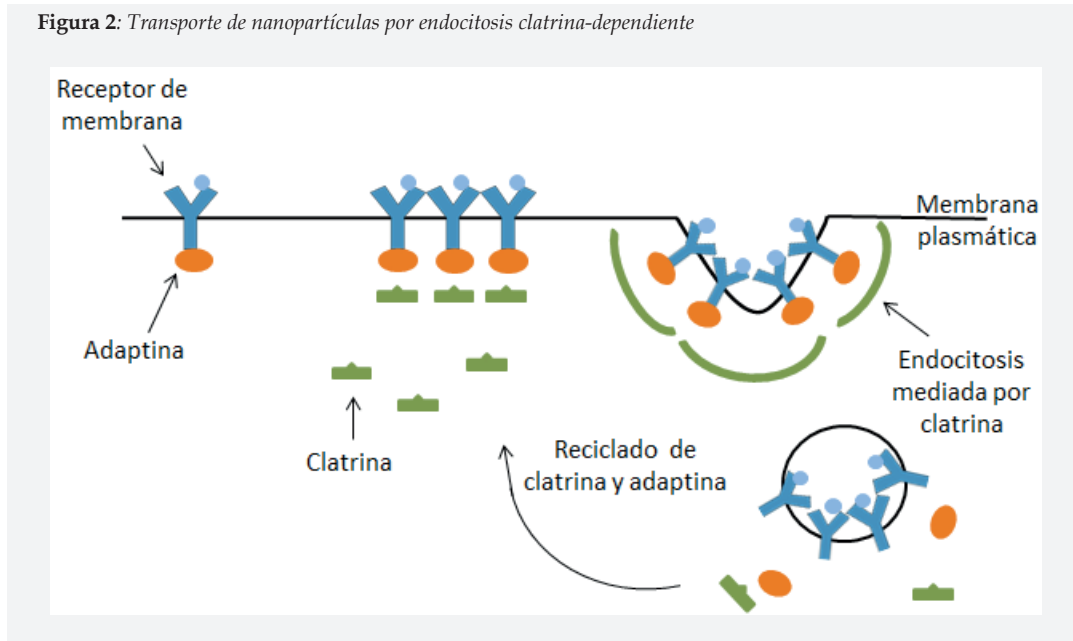 Figura 2: Transporte de nanopartículas por endocitosis clatrina-dependiente
Receptor de
membrana
Membrana
plasmática
Adaptina
Endocitosis
mediada por
clatrina
Clatrina
Reciclado de
clatrina y adaptina